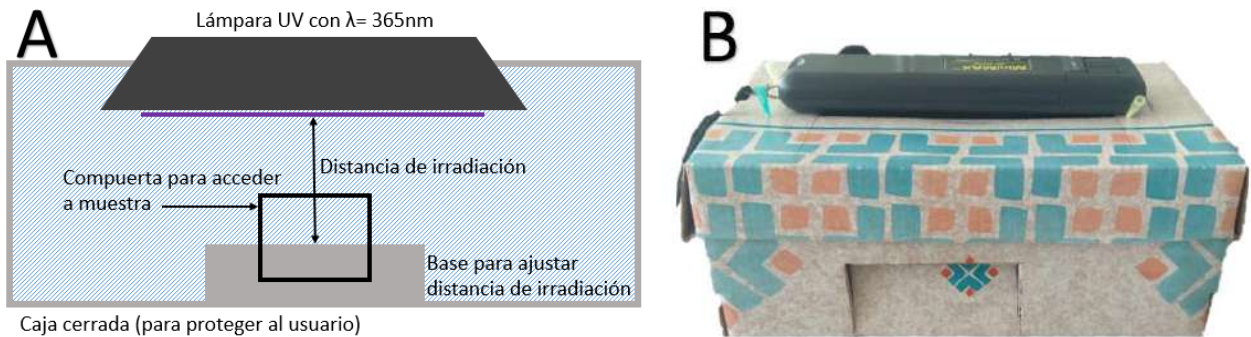 A
Lámpara UV con λ= 365nm
Distancia de irradiación
Compuerta para acceder
a muestra
Base para ajustar
distancia de irradiación
Caja cerrada (para proteger al usuario)
B